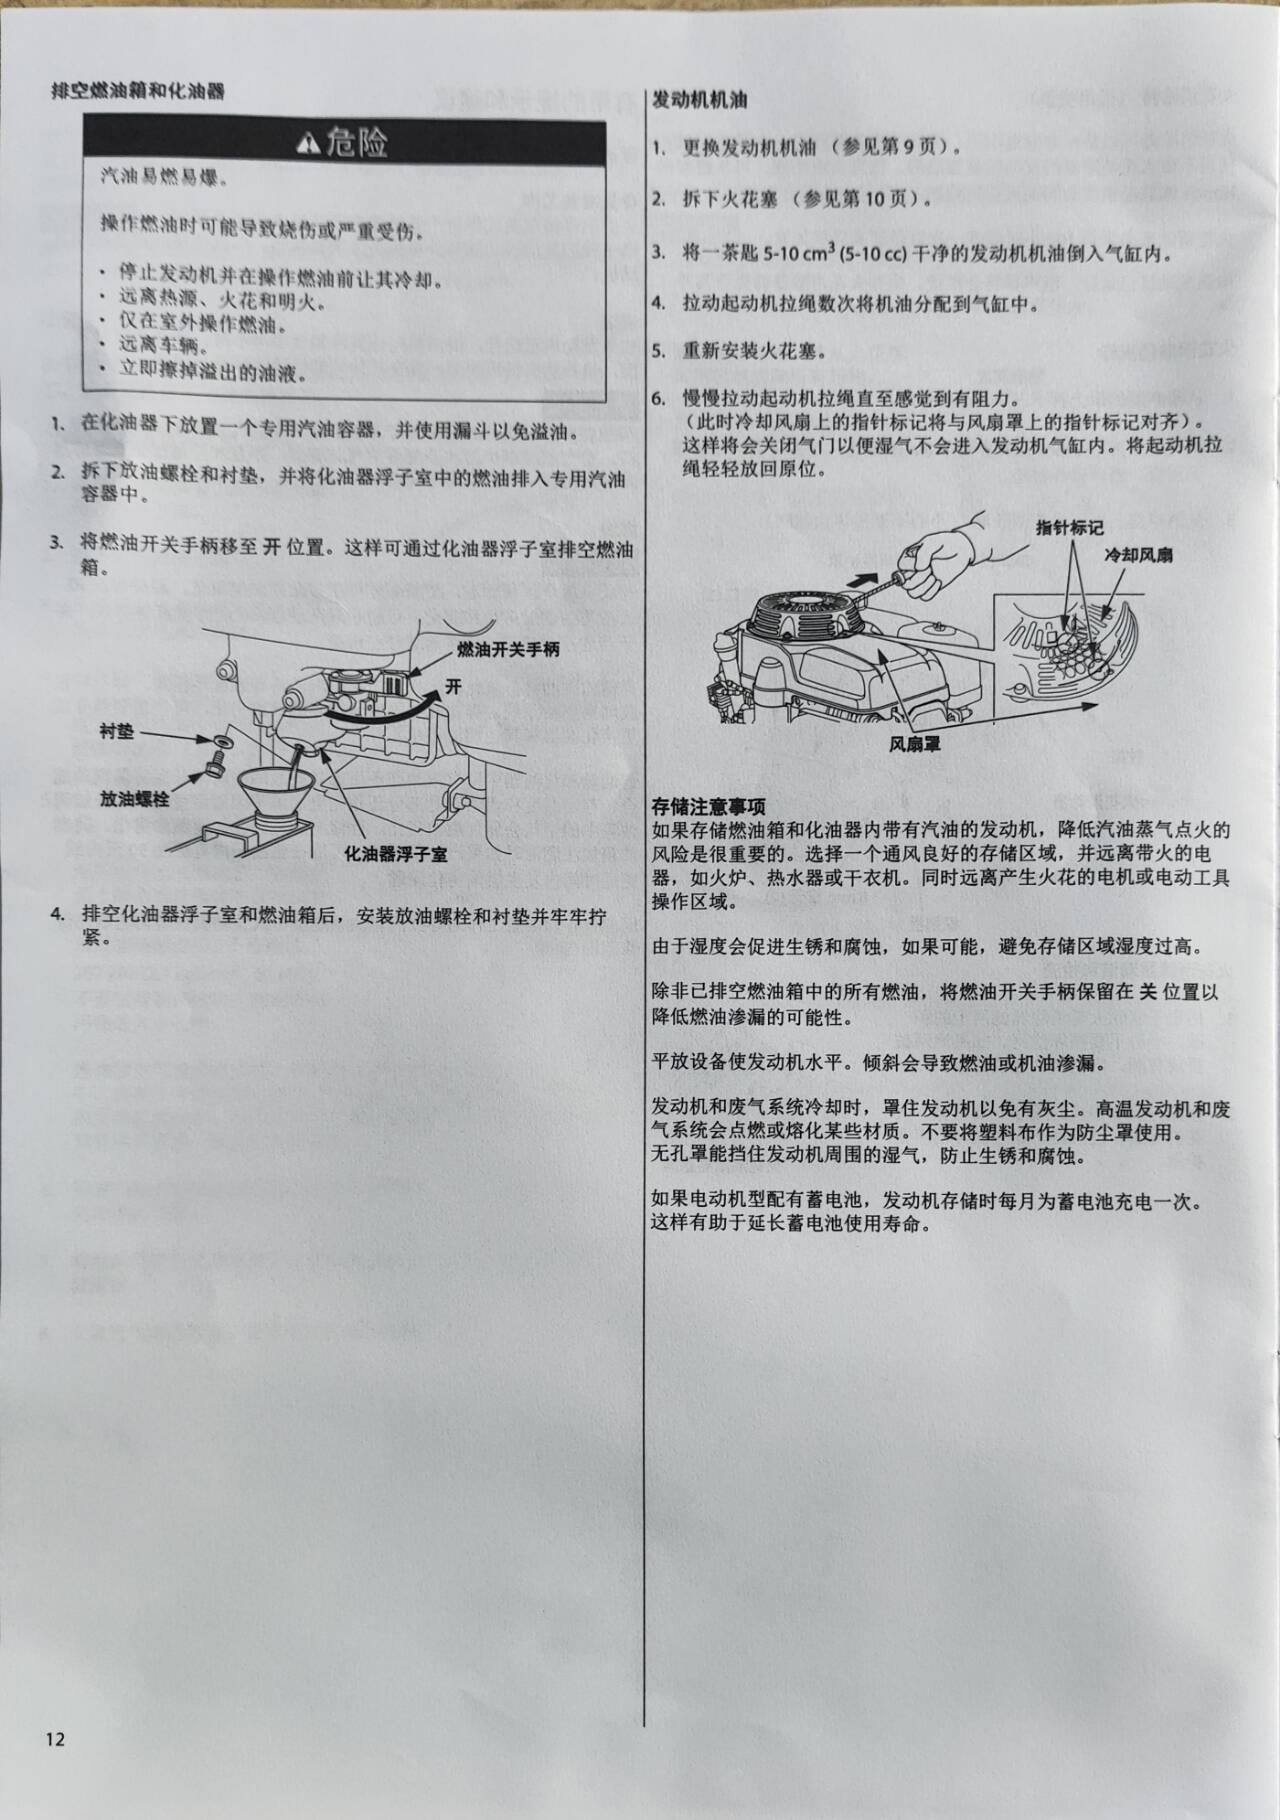 排空燃油箱和化油器
危险
汽油易燃易爆。
操作燃油时可能导致烧伤或严重受伤。
· 停止发动机并在操作燃油前让其冷却。
· 远离热源、火花和明火。
· 仅在室外操作燃油。
· 远离车辆。
· 立即擦掉溢出的油液。
1. 在化油器下放置一个专用汽油容器，并使用漏斗以免溢油。
2. 拆下放油螺栓和衬垫，并将化油器浮子室中的燃油排入专用汽油
容器中。
3. 将燃油开关手柄移至 开 位置。这样可通过化油器浮子室排空燃油
箱。
燃油开关手柄
开
衬垫
放油螺栓
化油器浮子室
4. 排空化油器浮子室和燃油箱后，安装放油螺栓和衬垫并牢牢拧
紧。
发动机机油
1. 更换发动机机油 （参见第 9 页）。
2. 拆下火花塞 （参见第 10 页）。
3. 将一茶匙 5-10 cm³ (5-10 cc) 干净的发动机机油倒入气缸内。
4. 拉动起动机拉绳数次将机油分配到气缸中。
5. 重新安装火花塞。
6. 慢慢拉动起动机拉绳直至感觉到有阻力。
（此时冷却风扇上的指针标记将与风扇罩上的指针标记对齐）。
这样将会关闭气门以便湿气不会进入发动机气缸内。将起动机拉
绳轻轻放回原位。
指针标记
冷却风扇
风扇罩
存储注意事项
如果存储燃油箱和化油器内带有汽油的发动机，降低汽油蒸气点火的
风险是很重要的。选择一个通风良好的存储区域，并远离带火的电
器，如火炉、热水器或干衣机。同时远离产生火花的电机或电动工具
操作区域。
由于湿度会促进生锈和腐蚀，如果可能，避免存储区域湿度过高。
除非已排空燃油箱中的所有燃油，将燃油开关手柄保留在 关 位置以
降低燃油渗漏的可能性。
平放设备使发动机水平。倾斜会导致燃油或机油渗漏。
发动机和废气系统冷却时，罩住发动机以免有灰尘。高温发动机和废
气系统会点燃或熔化某些材质。不要将塑料布作为防尘罩使用。
无孔罩能挡住发动机周围的湿气，防止生锈和腐蚀。
如果电动机型配有蓄电池，发动机存储时每月为蓄电池充电一次。
这样有助于延长蓄电池使用寿命。
12